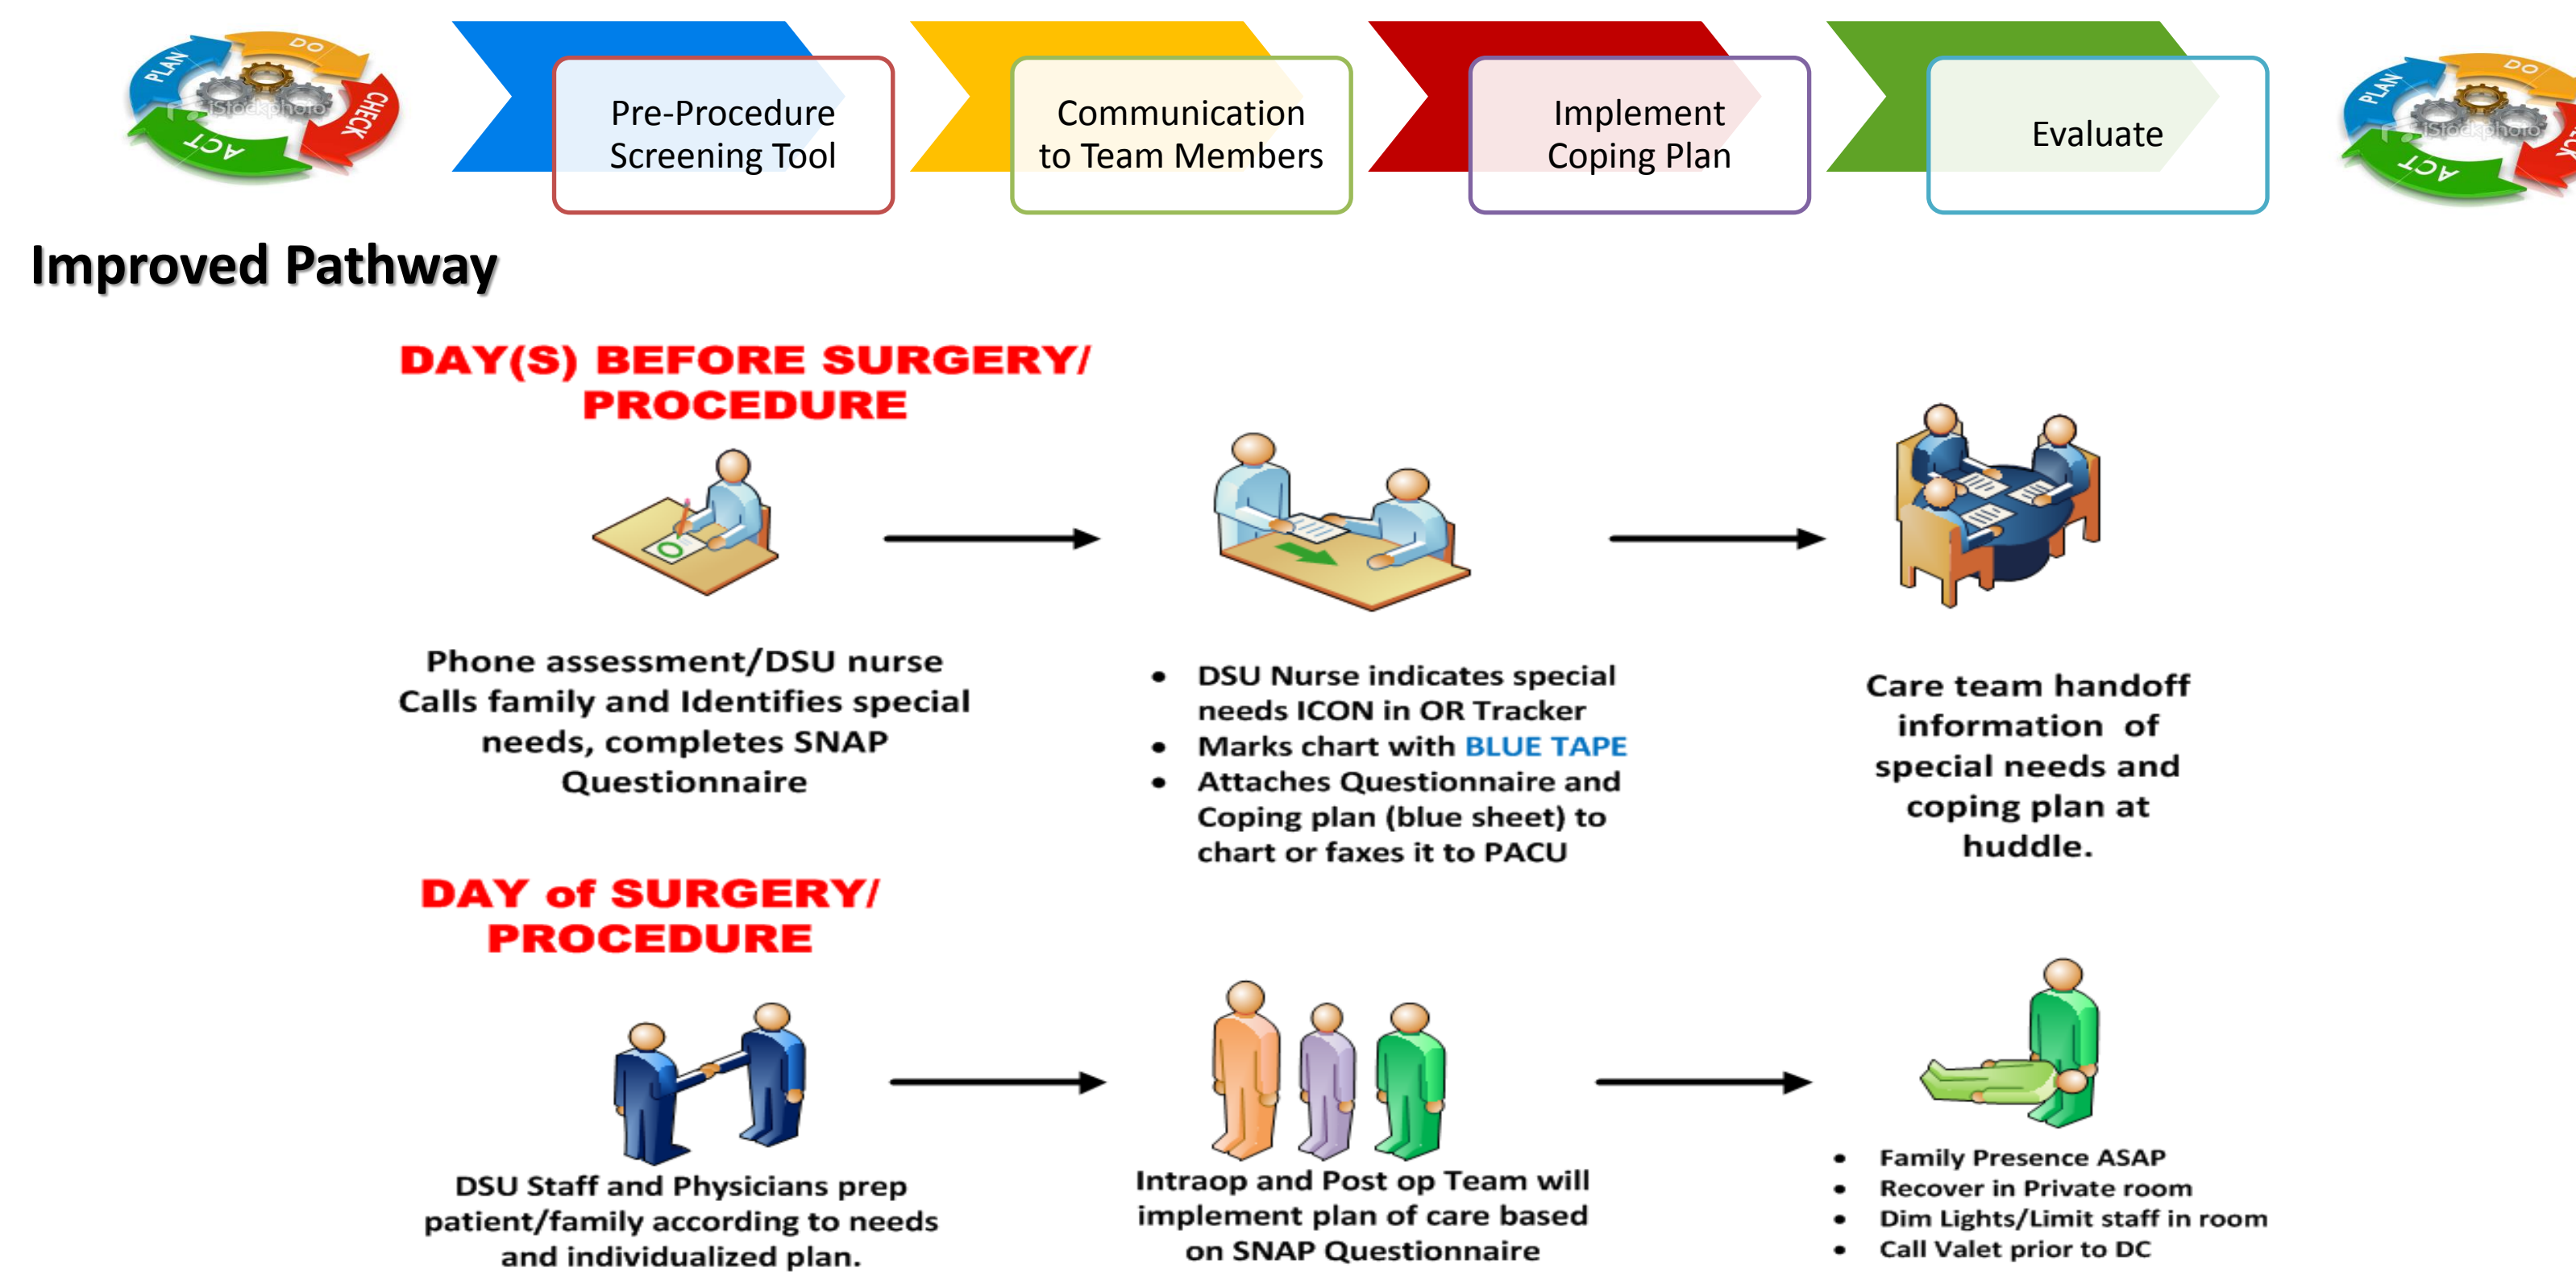 PLAN
DO
CHECK
ACT
iStockphoto
Pre-Procedure
Screening Tool
Communication
to Team Members
Implement
Coping Plan
Evaluate
PLAN
DO
CK
ACT
iStockphoto
Improved Pathway
DAY(S) BEFORE SURGERY/
PROCEDURE
Phone assessment/DSU nurse
Calls family and Identifies special
needs, completes SNAP
Questionnaire
• DSU Nurse indicates special
needs ICON in OR Tracker
• Marks chart with BLUE TAPE
• Attaches Questionnaire and
Coping plan (blue sheet) to
chart or faxes it to PACU
Care team handoff
information of
special needs and
coping plan at
huddle.
DAY of SURGERY/
PROCEDURE
DSU Staff and Physicians prep
patient/family according to needs
and individualized plan.
Intraop and Post op Team will
implement plan of care based
on SNAP Questionnaire
• Family Presence ASAP
• Recover in Private room
• Dim Lights/Limit staff in room
• Call Valet prior to DC